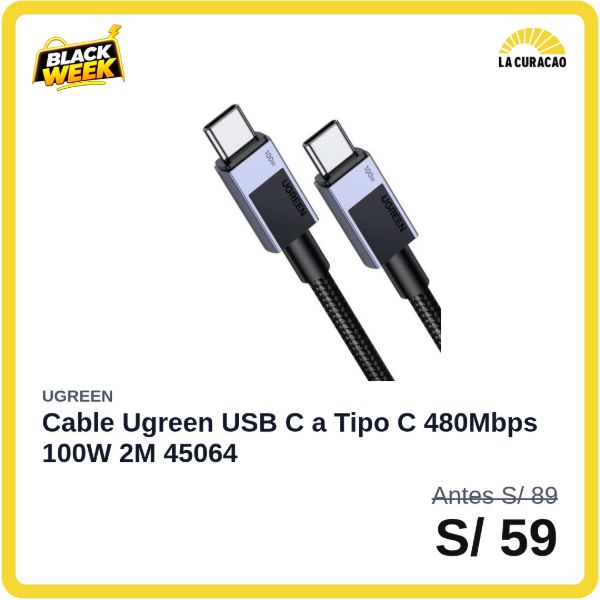 BLACK
WEEK
LA CURACAO
100W
UGREEN
100W
UGREEN
UGREEN
Cable Ugreen USB C a Tipo C 480Mbps
100W 2M 45064
Antes S/ 89
S/ 59